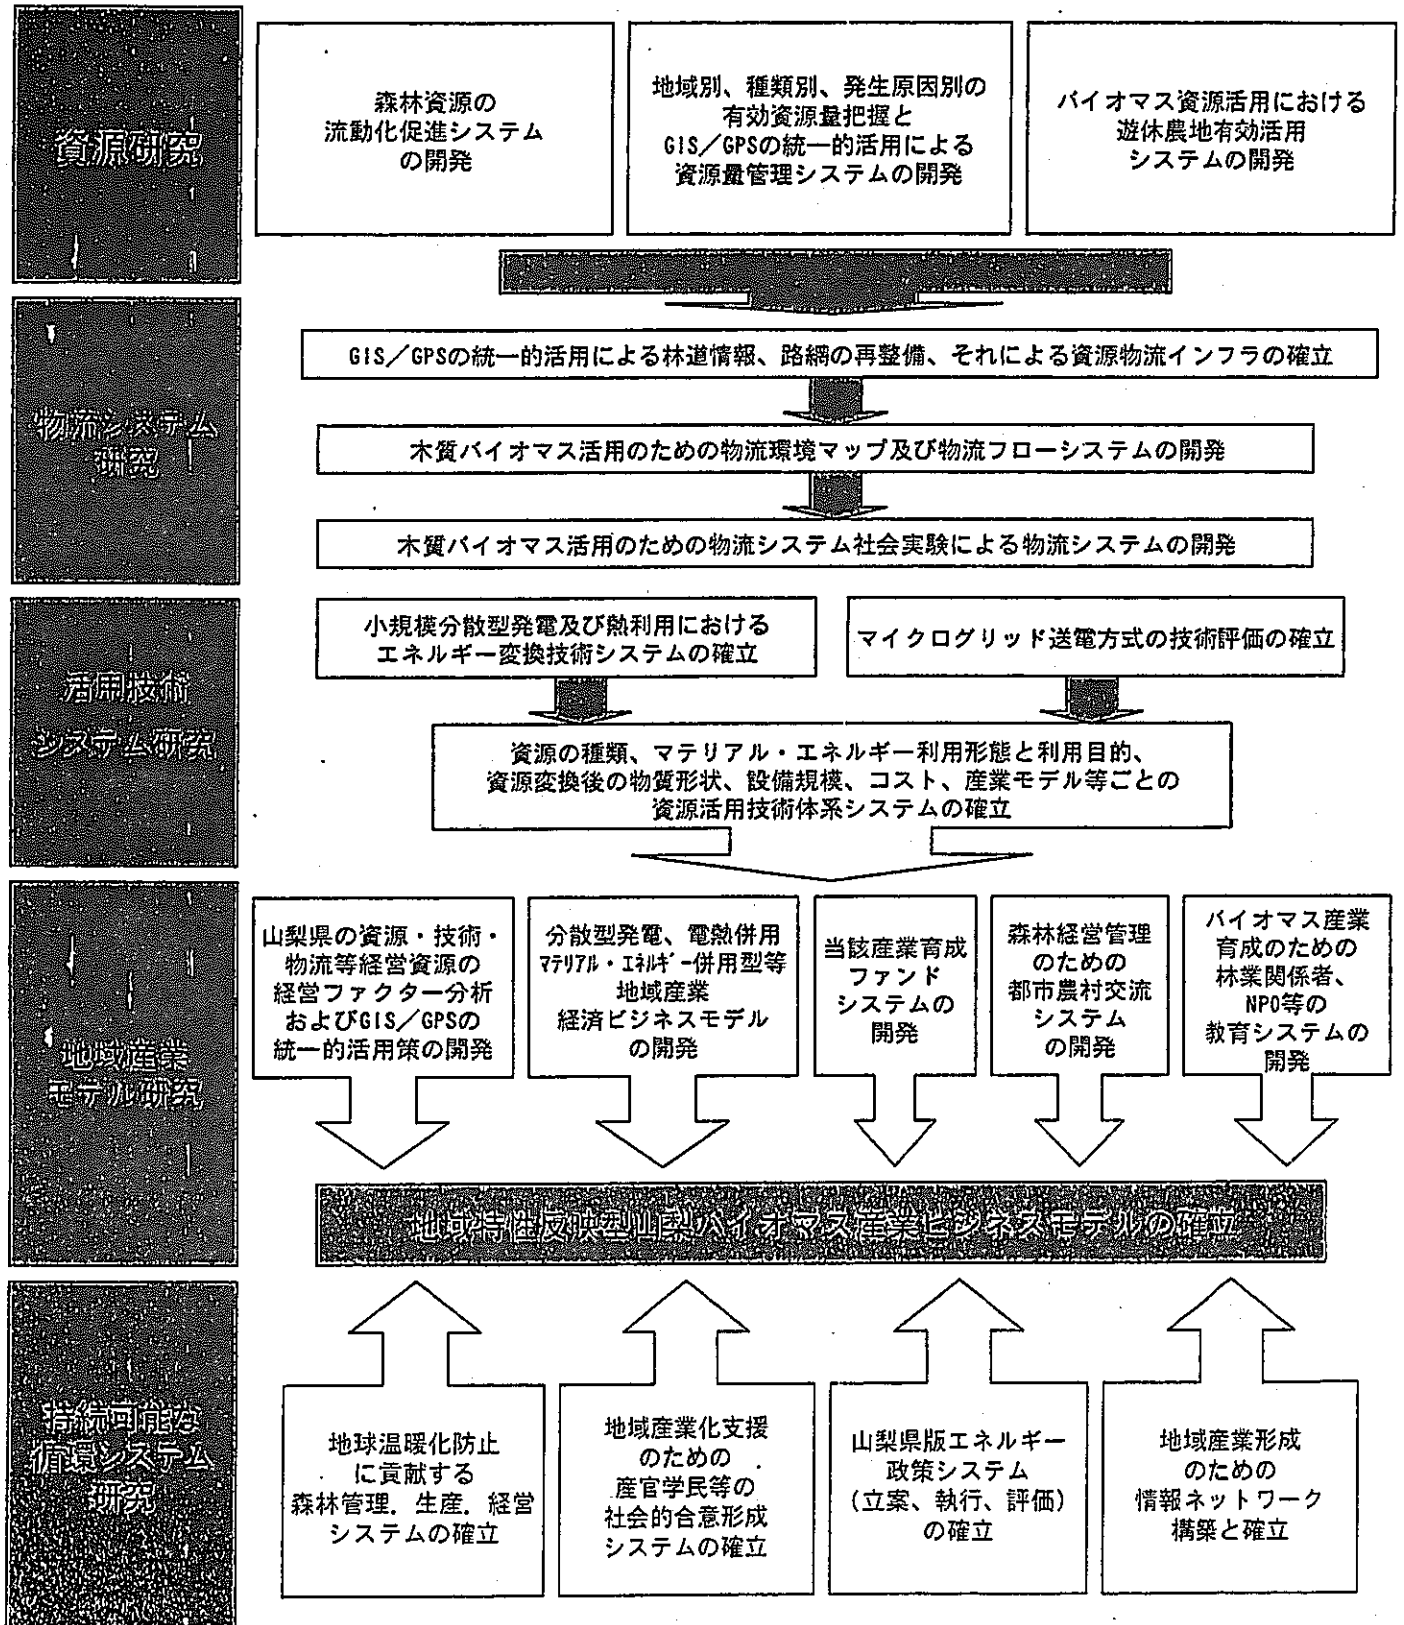 資源研究
森林資源の
流動化促進システム
の開発
地域別、種類別、発生原因別の
有効資源量把握と
GIS/GPSの統一的活用による
資源量管理システムの開発
バイオマス資源活用における
遊休農地有効活用
システムの開発
物流システム
研究
GIS/GPSの統一的活用による林道情報、路網の再整備、それによる資源物流インフラの確立
木質バイオマス活用のための物流環境マップ及び物流フローシステムの開発
木質バイオマス活用のための物流システム社会実験による物流システムの開発
活用技術
システム研究
小規模分散型発電及び熱利用における
エネルギー変換技術システムの確立
マイクログリッド送電方式の技術評価の確立
資源の種類、マテリアル・エネルギー利用形態と利用目的、
資源変換後の物質形状、設備規模、コスト、産業モデル等ごとの
資源活用技術体系システムの確立
地域産業
モデル研究
山梨県の資源・技術・
物流等経営資源の
経営ファクター分析
およびGIS/GPSの
統一的活用策の開発
分散型発電、電熱併用
マテリアル・エネルギー併用型等
地域産業
経済ビジネスモデル
の開発
当該産業育成
ファンド
システムの
開発
森林経営管理
のための
都市農村交流
システム
の開発
バイオマス産業
育成のための
林業関係者、
NPO等の
教育システムの
開発
地域特性反映型山梨バイオマス産業ビジネスモデルの確立
持続可能な
循環システム
研究
地球温暖化防止
に貢献する
森林管理．生産．経営
システムの確立
地域産業化支援
のための
産官学民等の
社会的合意形成
システムの確立
山梨県版エネルギー
政策システム
(立案、執行、評価)
の確立
地域産業形成
のための
情報ネットワーク
構築と確立